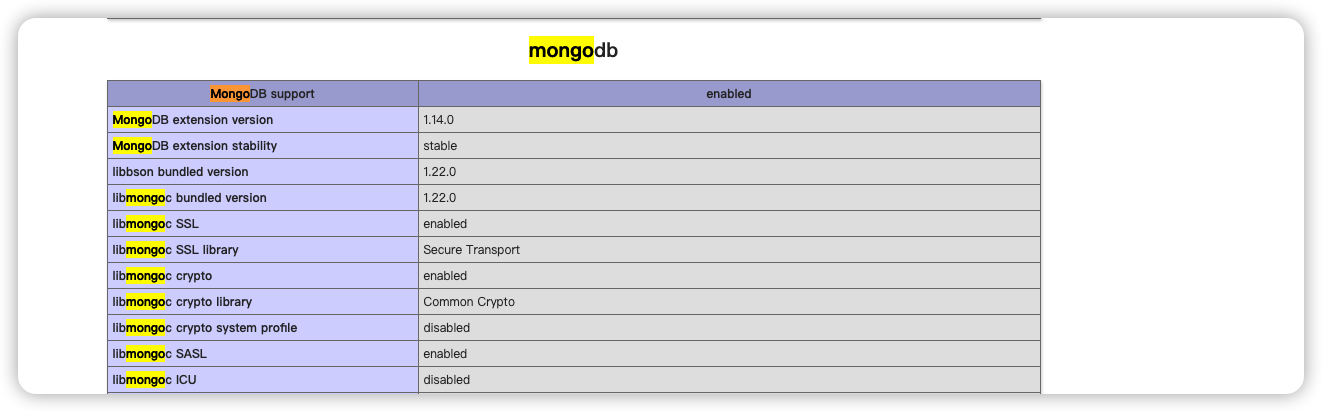 mongodb
MongoDB support enabled
MongoDB extension version 1.14.0
MongoDB extension stability stable
libbson bundled version 1.22.0
libmongoc bundled version 1.22.0
libmongoc SSL enabled
libmongoc SSL library Secure Transport
libmongoc crypto enabled
libmongoc crypto library Common Crypto
libmongoc crypto system profile disabled
libmongoc SASL enabled
libmongoc ICU disabled